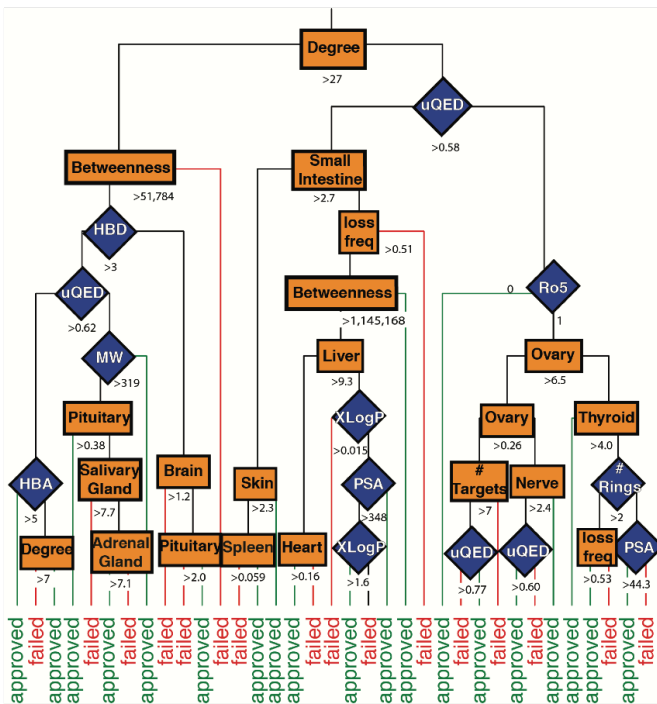 Degree
>27
uQED
>0.58
Betweenness
>51,784
Small
Intestine
>2.7
HBD
>3
loss
freq
>0.51
uQED
>0.62
Betweenness
>1,145,168
0
Ro5
1
MW
>319
Liver
>9.3
Ovary
>6.5
Pituitary
>0.38
XLogP
>0.015
Ovary
>0.26
Thyroid
>4.0
HBA
>5
Salivary
Gland
>7.7
Brain
>1.2
Skin
>2.3
PSA
>348
#
Targets
>7
Nerve
>2.4
#
Rings
>2
Degree
>7
Adrenal
Gland
>7.1
Pituitary
>2.0
Spleen
>0.059
Heart
>0.16
XLogP
>1.6
uQED
>0.77
uQED
>0.60
loss
freq
>0.53
PSA
>44.3
approved
failed
approved
approved
failed
approved
failed
approved
failed
failed
approved
failed
failed
approved
approved
approved
failed
failed
approved
failed
approved
approved
failed
approved
failed
approved
failed
approved
failed
approved
approved
approved
failed
approved
failed